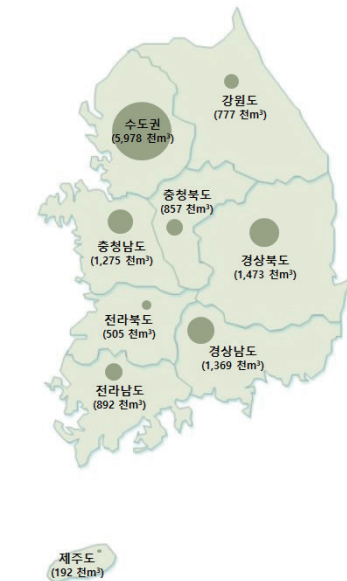 강원도
(777 천m³)
수도권
(5,978 천m³)
충청북도
(857 천m³)
충청남도
(1,275 천m³)
경상북도
(1,473 천m³)
전라북도
(505 천m³)
경상남도
(1,369 천m³)
전라남도
(892 천m³)
제주도
(192 천m³)